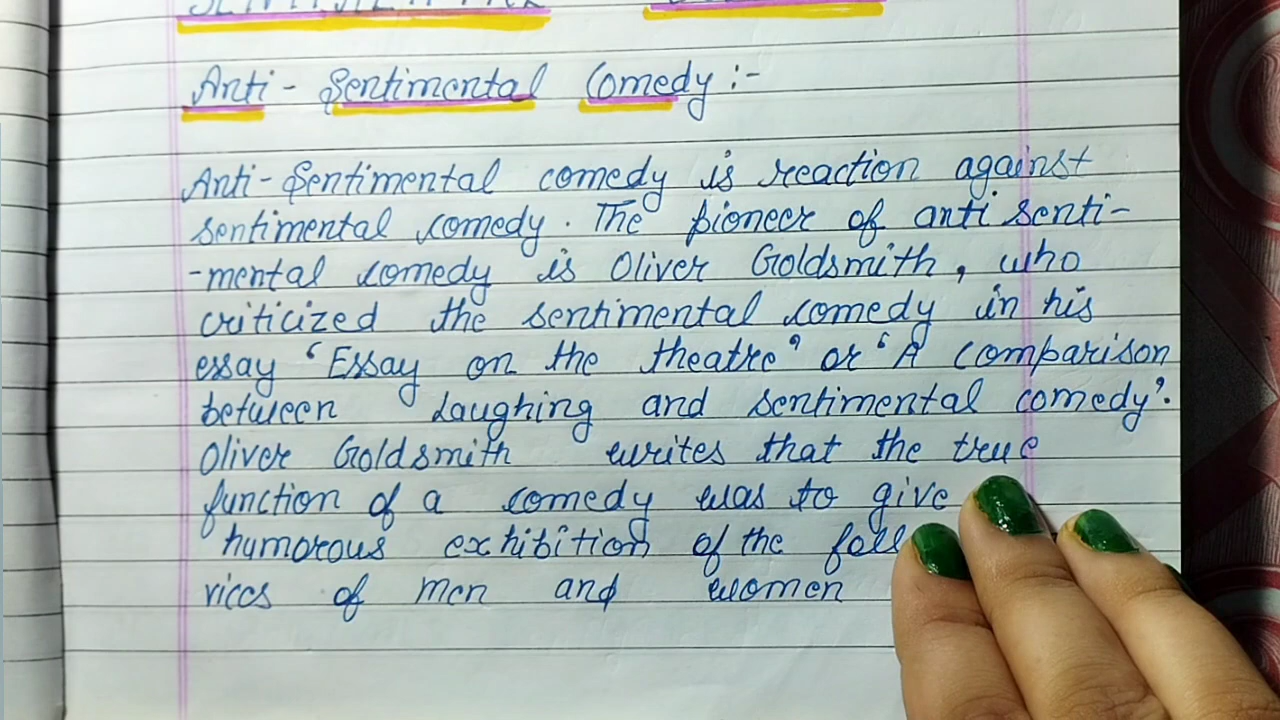 Anti - Sentimental Comedy :-
Anti - Sentimental comedy is reaction against
sentimental comedy. The pioneer of anti senti-
-mental comedy is Oliver Goldsmith, who
criticized the sentimental comedy in his
essay 'Essay on the theatre' or 'A comparison
between Laughing and sentimental comedy'.
Oliver Goldsmith writes that the true
function of a comedy was to give
humorous exhibition of the
vices of men and women